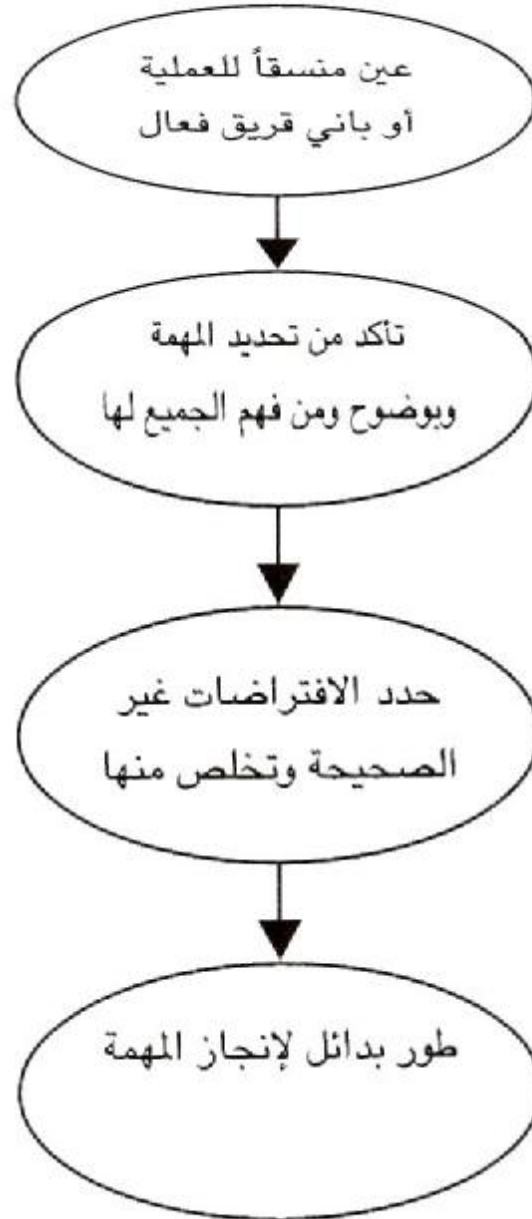 عين منسقاً للعملية
أو باني قريق فعال
تأكد من تحديد المهمة
وبوضوح ومن فهم الجميع لها
حدد الافتراضات غير
الصحيحة وتخلص منها
طور بدائل لإنجاز المهمة